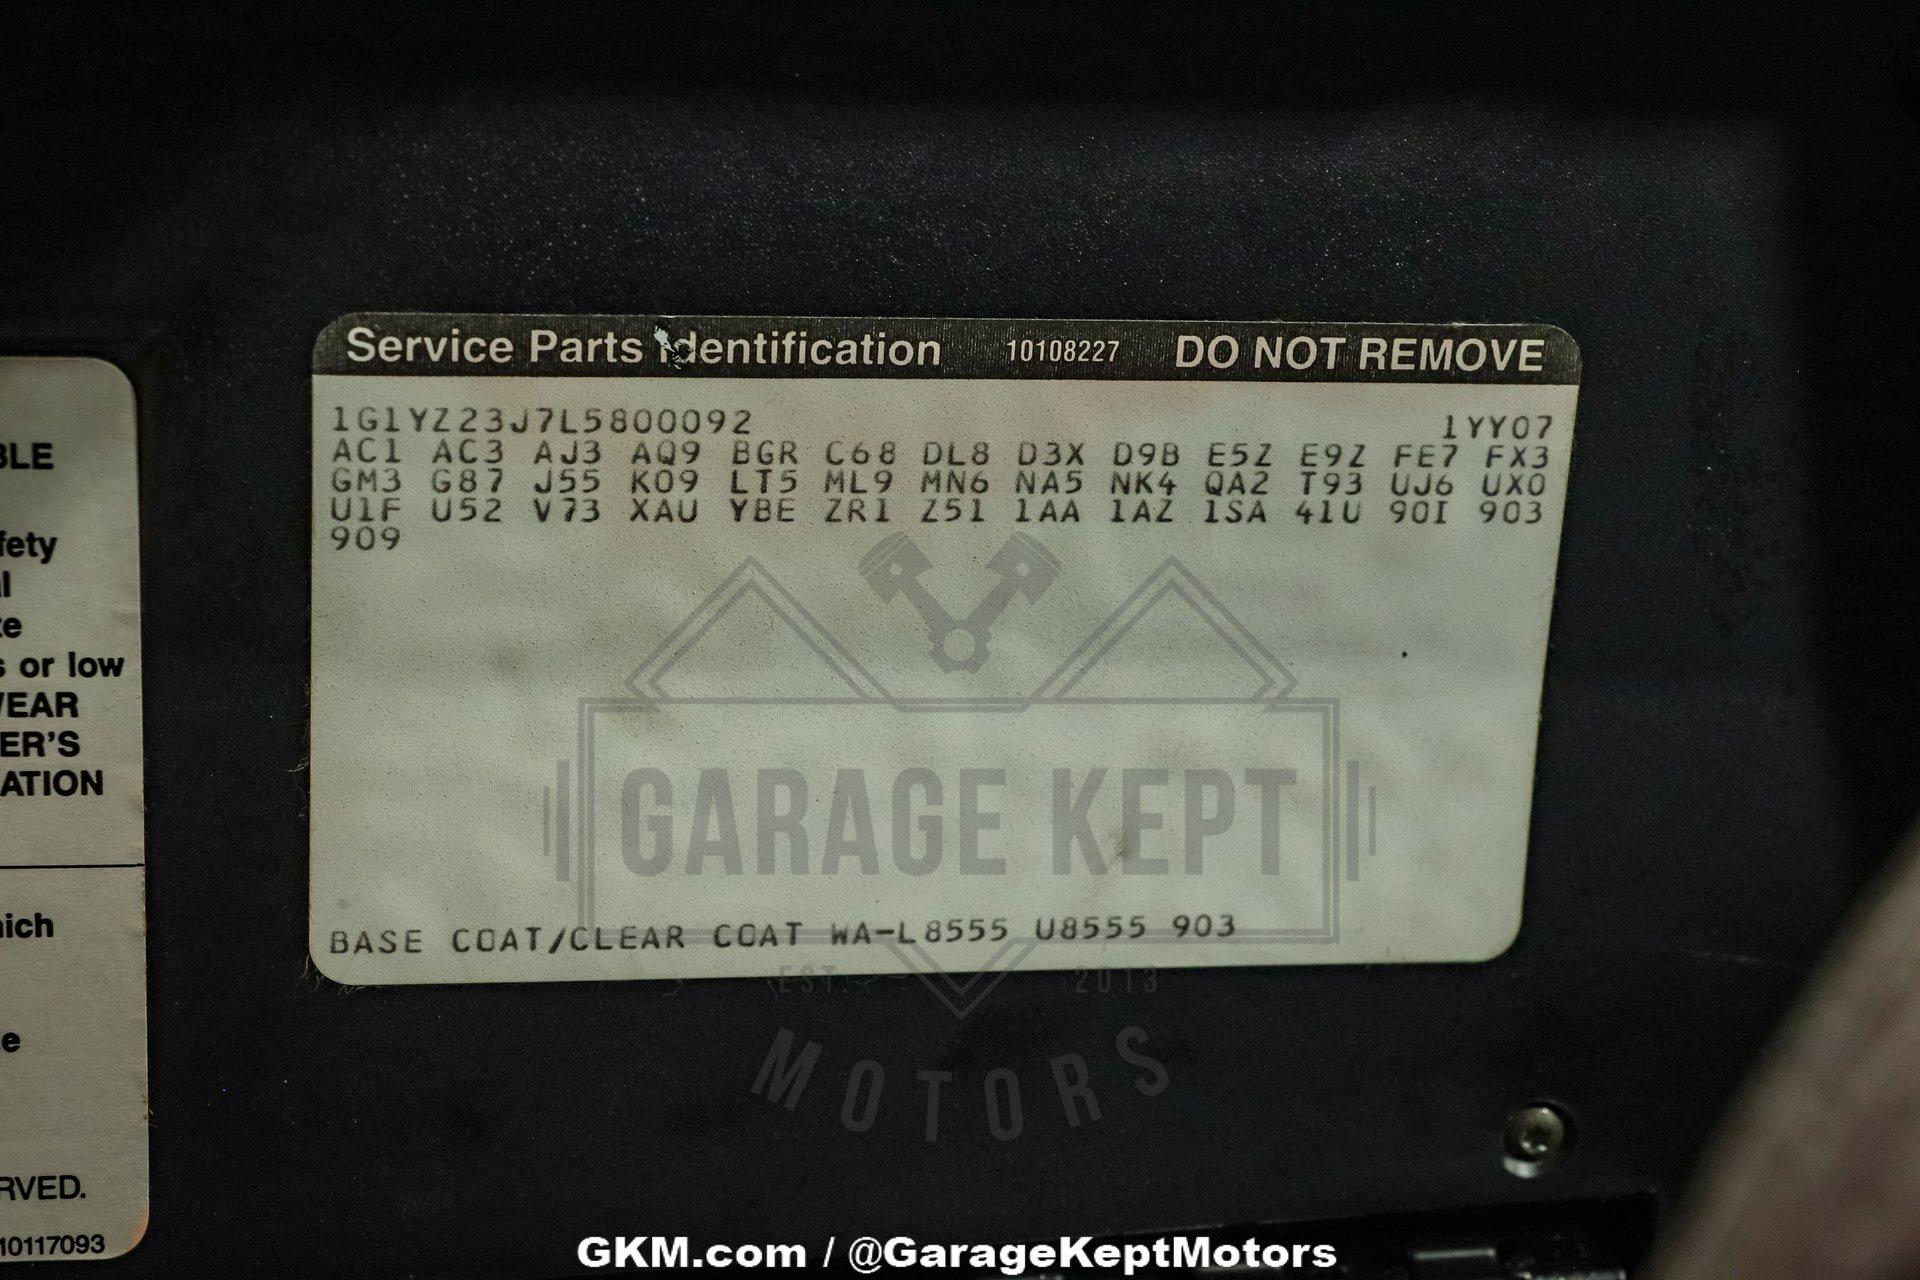 Service Parts Identification 10108227 DO NOT REMOVE
1G1YZ23J7L5800092 1YY07
AC1 AC3 AJ3 AQ9 BGR C68 DL8 D3X D9B E5Z E9Z FE7 FX3
GM3 G87 J55 K09 LT5 ML9 MN6 NA5 NK4 QA2 T93 UJ6 UX0
U1F U52 V73 XAU YBE ZR1 Z51 1AA 1AZ 1SA 41U 90I 903
909
BASE COAT/CLEAR COAT WA-L8555 U8555 903
BLE
fety
l
te
s or low
WEAR
ER'S
ATION
ich
e
RVED.
10117093
GARAGE KEPT
EST. 2013
MOTORS
GKM.com / @GarageKeptMotors